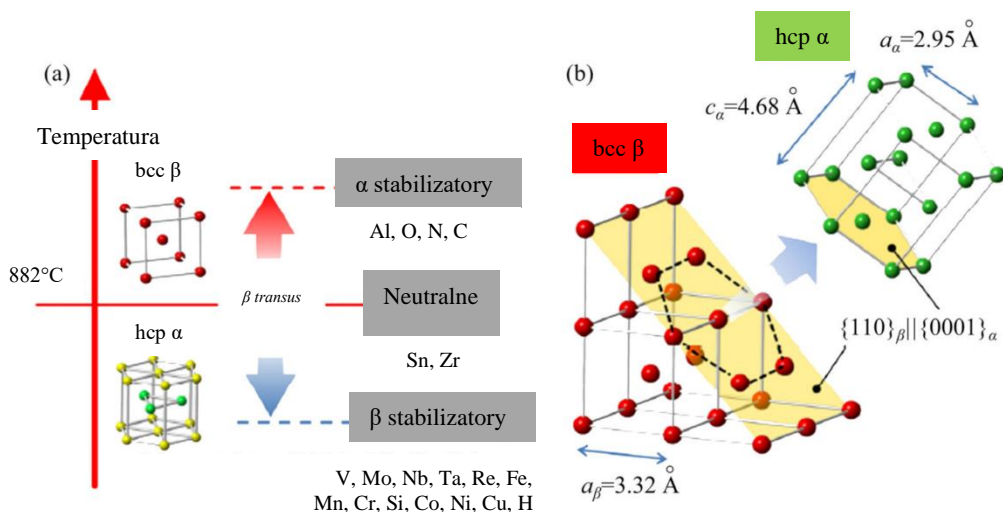 (a)
Temperatura
bcc β
882°C
hcp α
β transus
α stabilizatory
Al, O, N, C
Neutralne
Sn, Zr
β stabilizatory
V, Mo, Nb, Ta, Re, Fe,
Mn, Cr, Si, Co, Ni, Cu, H
(b)
hcp α
aα=2.95 Å
cα=4.68 Å
bcc β
{110}β||{0001}α
aβ=3.32 Å